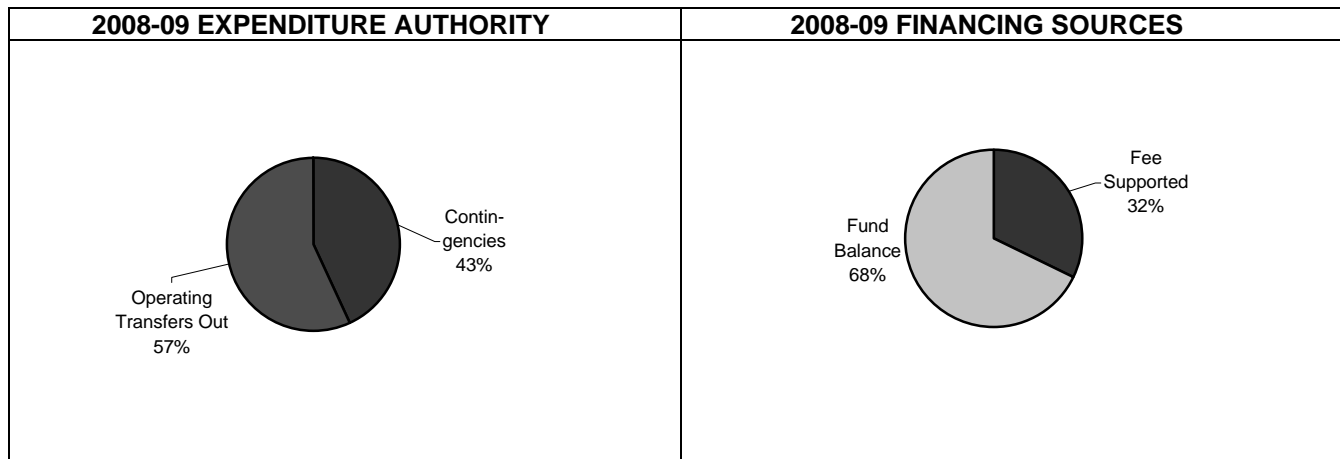 2008-09 EXPENDITURE AUTHORITY
2008-09 FINANCING SOURCES
Contin-
gencies
43%
Operating
Transfers Out
57%
Fee
Supported
32%
Fund
Balance
68%